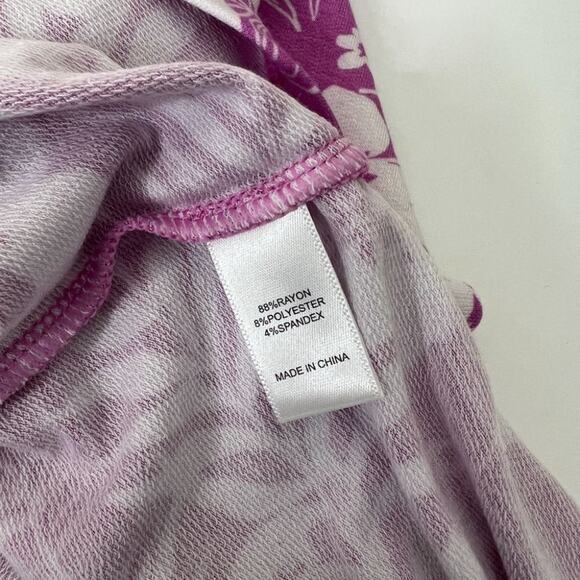 88%RAYON
8%POLYESTER
4%SPANDEX
MADE IN CHINA